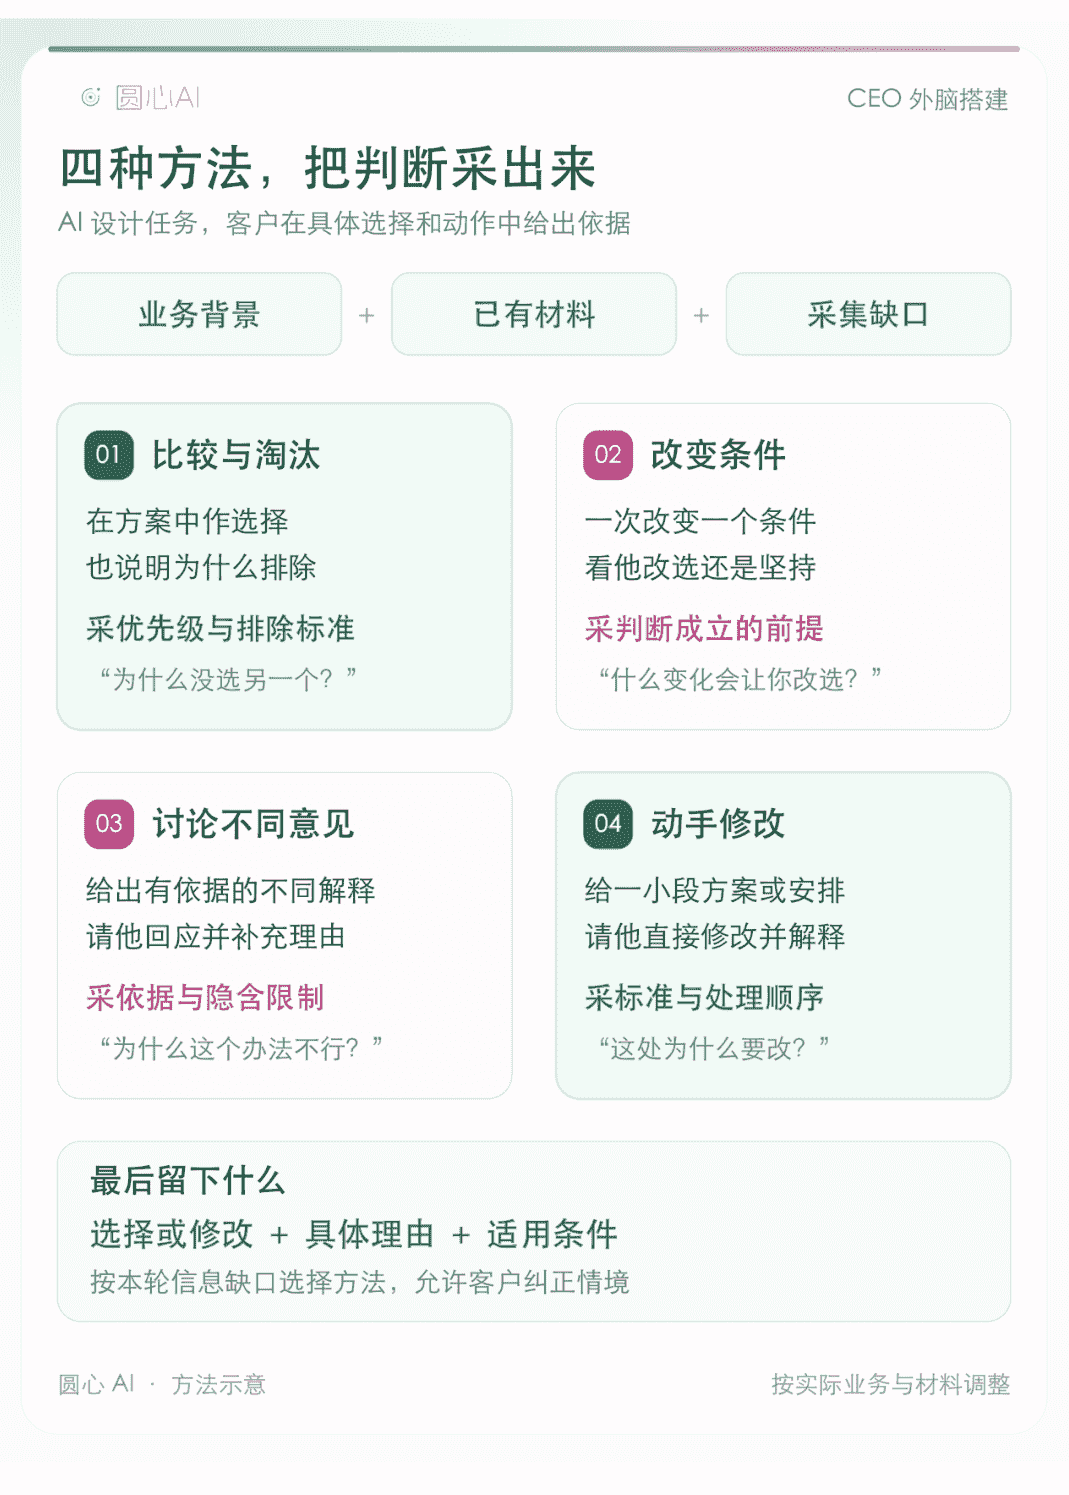 圆心AI
CEO 外脑搭建
四种方法，把判断采出来
AI 设计任务，客户在具体选择和动作中给出依据
业务背景 + 已有材料 + 采集缺口
01 比较与淘汰
在方案中作选择
也说明为什么排除
采优先级与排除标准
“为什么没选另一个？”
02 改变条件
一次改变一个条件
看他改选还是坚持
采判断成立的前提
“什么变化会让你改选？”
03 讨论不同意见
给出有依据的不同解释
请他回应并补充理由
采依据与隐含限制
“为什么这个办法不行？”
04 动手修改
给一小段方案或安排
请他直接修改并解释
采标准与处理顺序
“这处为什么要改？”
最后留下什么
选择或修改 + 具体理由 + 适用条件
按本轮信息缺口选择方法，允许客户纠正情境
圆心 AI · 方法示意
按实际业务与材料调整